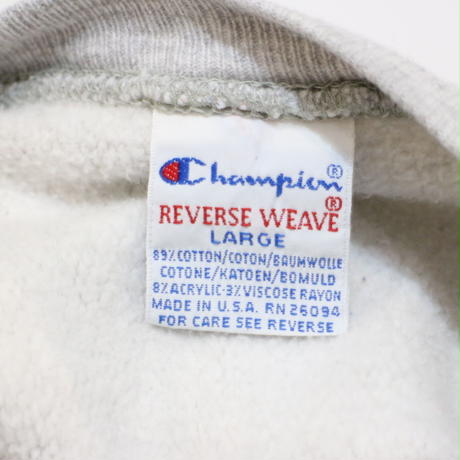 Champion®
REVERSE WEAVE®
LARGE
89% COTTON/COTON/BAUMWOLLE
COTONE/KATOEN/BOMULD
8% ACRYLIC-3% VISCOSE RAYON
MADE IN U.S.A. RN 26094
FOR CARE SEE REVERSE